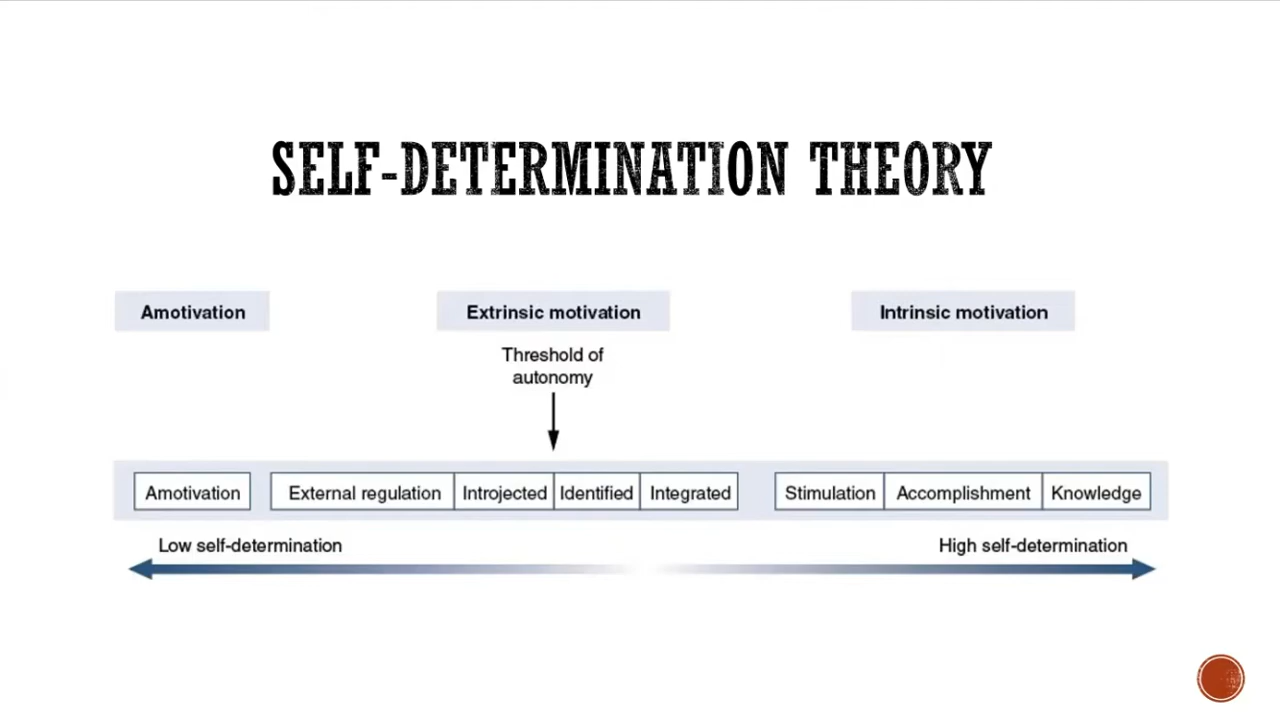 SELF-DETERMINATION THEORY
Amotivation
Extrinsic motivation
Intrinsic motivation
Threshold of
autonomy
Amotivation
External regulation
Introjected
Identified
Integrated
Stimulation
Accomplishment
Knowledge
Low self-determination
High self-determination